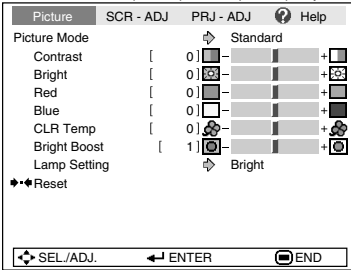 Picture SCR - ADJ PRJ - ADJ ? Help
Picture Mode Standard
Contrast [ 0 ] - +
Bright [ 0 ] - +
Red [ 0 ] - +
Blue [ 0 ] - +
CLR Temp [ 0 ] - +
Bright Boost [ 1 ] - +
Lamp Setting Bright
Reset
SEL./ADJ. ENTER END